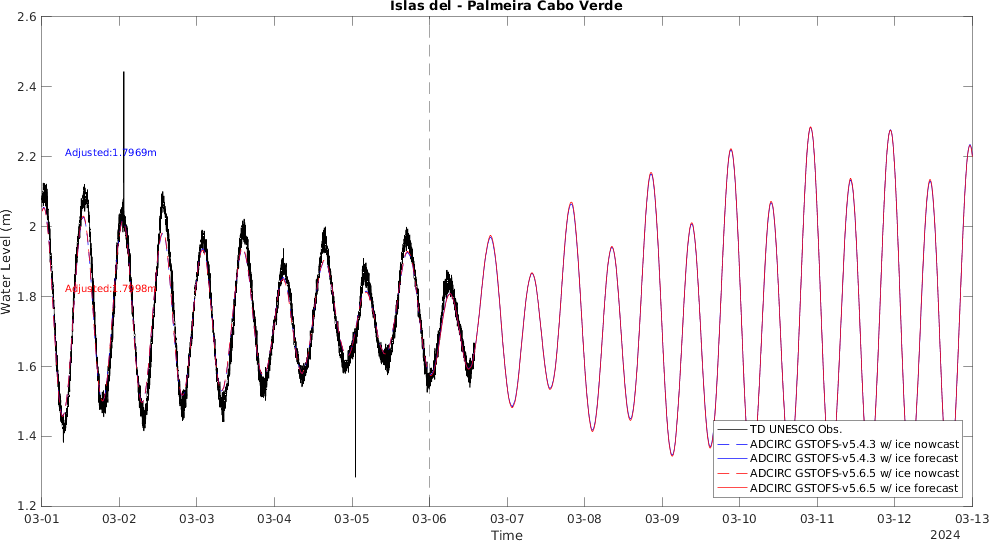 Islas del - Palmeira Cabo Verde
2.6
2.4
2.2
2
1.8
1.6
1.4
1.2
Water Level (m)
Adjusted:1.7969m
Adjusted:1.7998m
TD UNESCO Obs.
ADCIRC GSTOFS-v5.4.3 w/ ice nowcast
ADCIRC GSTOFS-v5.4.3 w/ ice forecast
ADCIRC GSTOFS-v5.6.5 w/ ice nowcast
ADCIRC GSTOFS-v5.6.5 w/ ice forecast
03-01 03-02 03-03 03-04 03-05 03-06 03-07 03-08 03-09 03-10 03-11 03-12 03-13
Time
2024